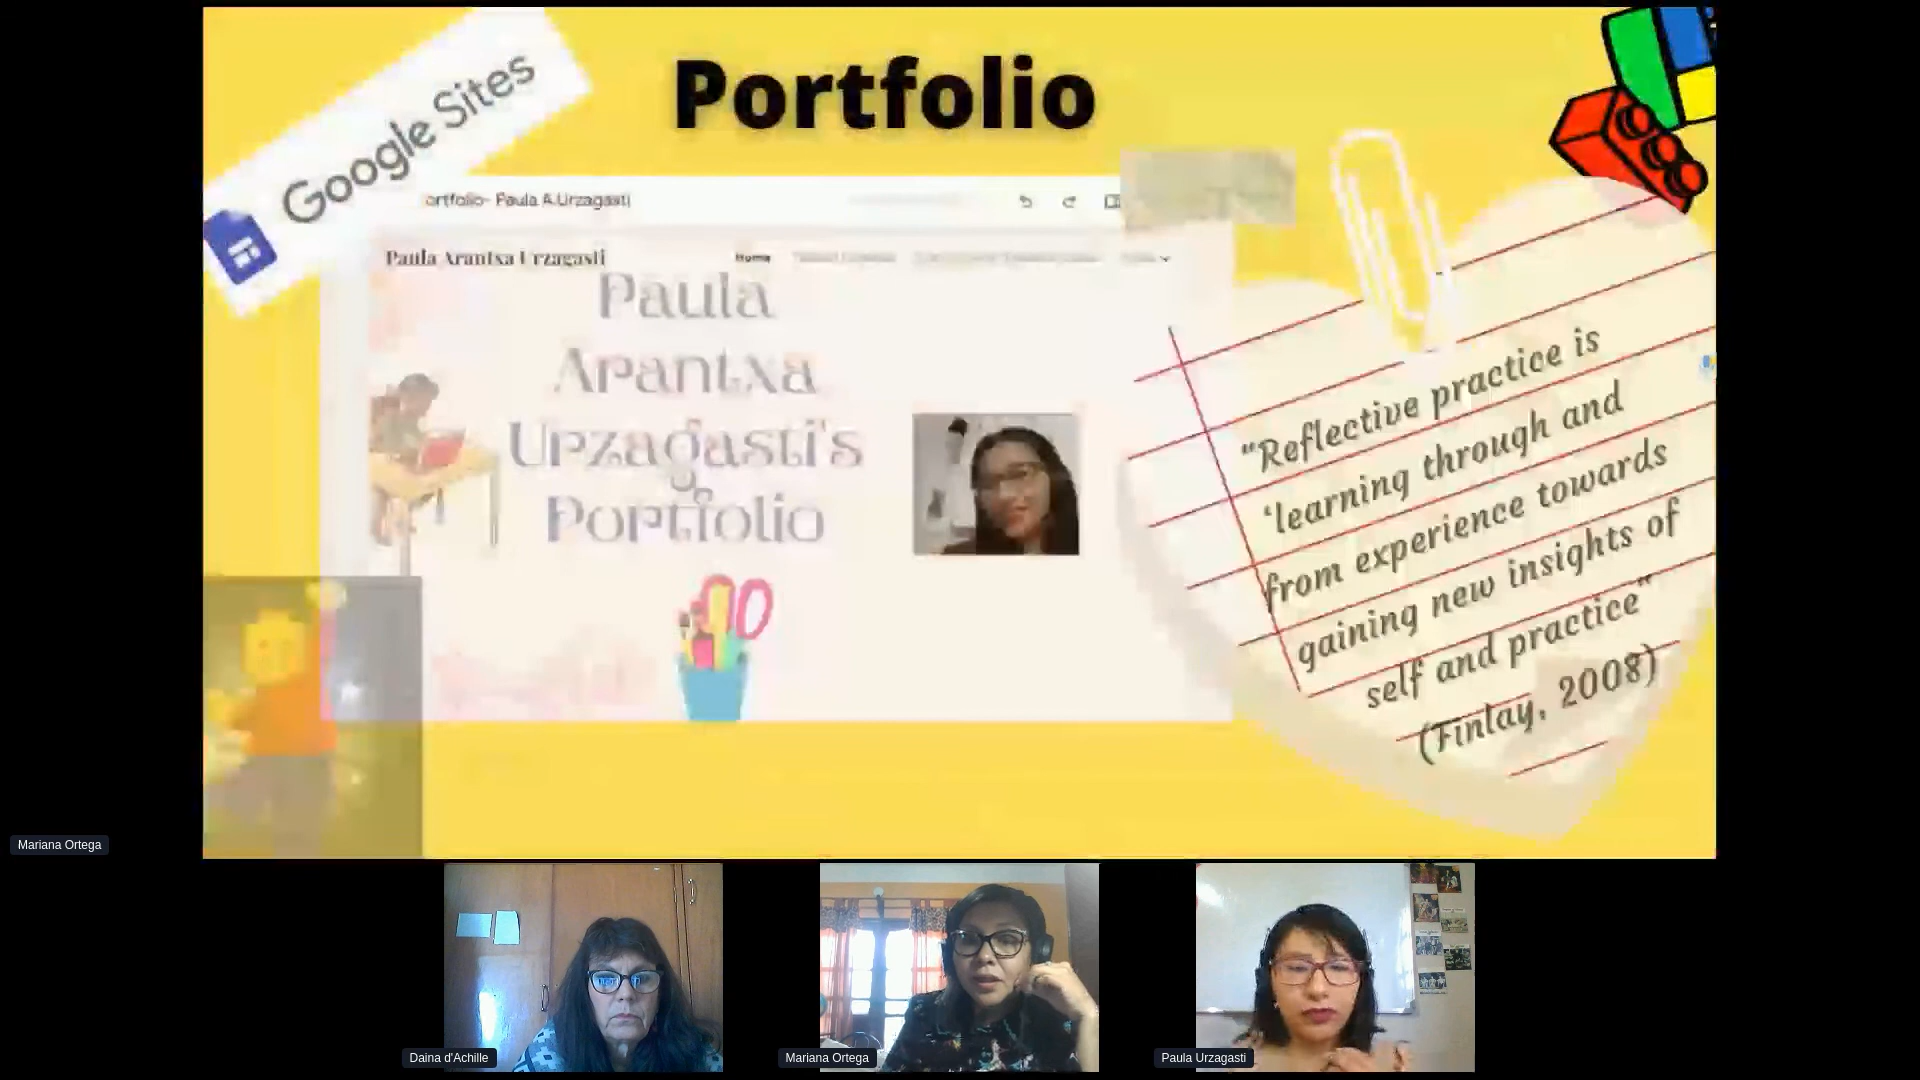 Portfolio
Google Sites
ortfolio- Paula A.Urzagasti
Paula Arantxa Urzagasti
Home
Paula
Arantxa
Urzagasti's
Portfolio
"Reflective practice is
'learning through and
from experience towards
gaining new insights of
self and practice"
(Finlay, 2008)
Mariana Ortega
Daina d'Achille
Mariana Ortega
Paula Urzagasti